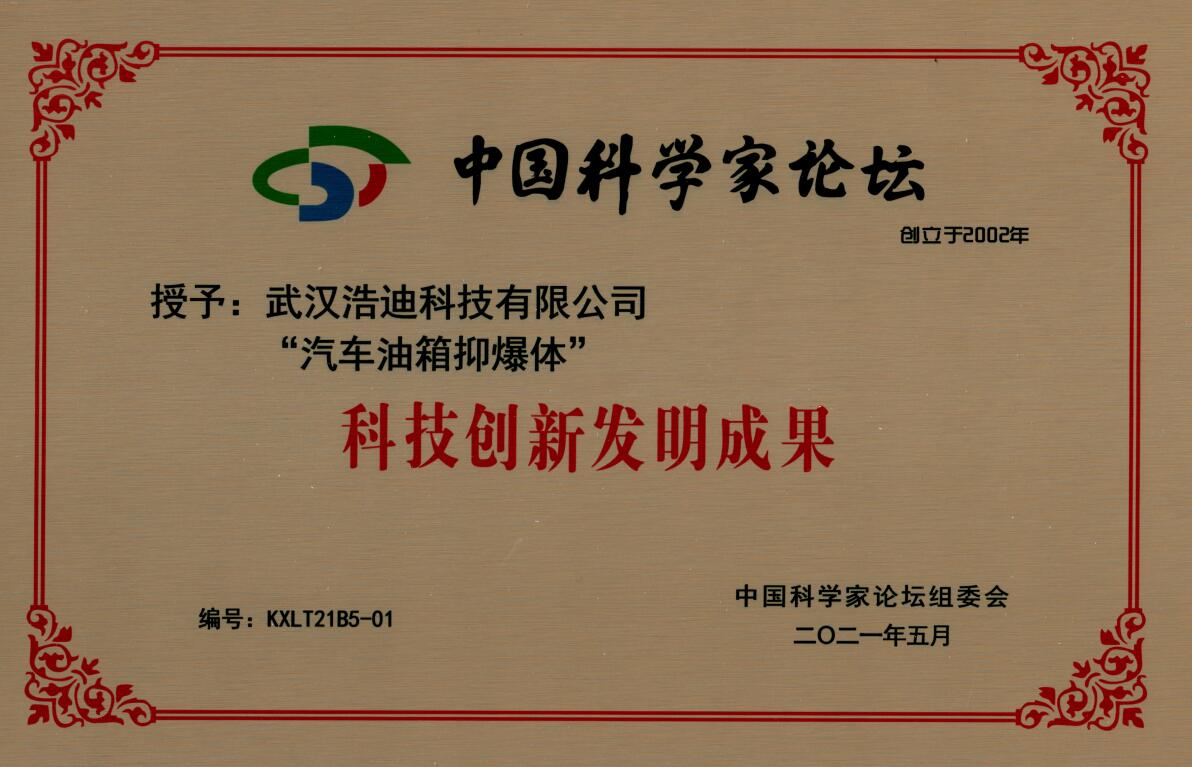 中国科学家论坛
创立于2002年
授予：武汉浩迪科技有限公司
“汽车油箱抑爆体”
科技创新发明成果
编号：KXLT21B5-01
中国科学家论坛组委会
二〇二一年五月